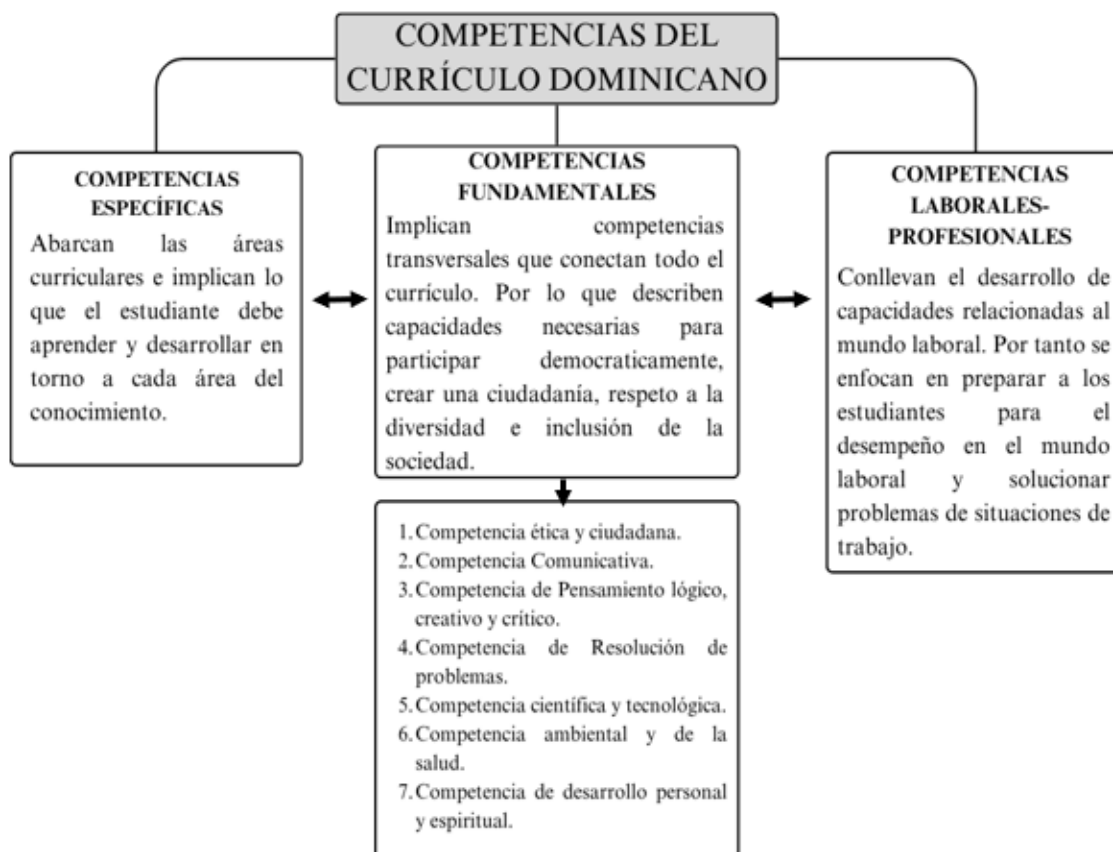 COMPETENCIAS DEL
CURRÍCULO DOMINICANO
COMPETENCIAS
ESPECÍFICAS
Abarcan las áreas
curriculares e implican lo
que el estudiante debe
aprender y desarrollar en
torno a cada área del
conocimiento.
COMPETENCIAS
FUNDAMENTALES
Implican competencias
transversales que conectan todo el
currículo. Por lo que describen
capacidades necesarias para
participar democraticamente,
crear una ciudadanía, respeto a la
diversidad e inclusión de la
sociedad.
1. Competencia ética y ciudadana.
2. Competencia Comunicativa.
3. Competencia de Pensamiento lógico,
creativo y crítico.
4. Competencia de Resolución de
problemas.
5. Competencia científica y tecnológica.
6. Competencia ambiental y de la
salud.
7. Competencia de desarrollo personal
y espiritual.
COMPETENCIAS
LABORALES-
PROFESIONALES
Conllevan el desarrollo de
capacidades relacionadas al
mundo laboral. Por tanto se
enfocan en preparar a los
estudiantes para el
desempeño en el mundo
laboral y solucionar
problemas de situaciones de
trabajo.